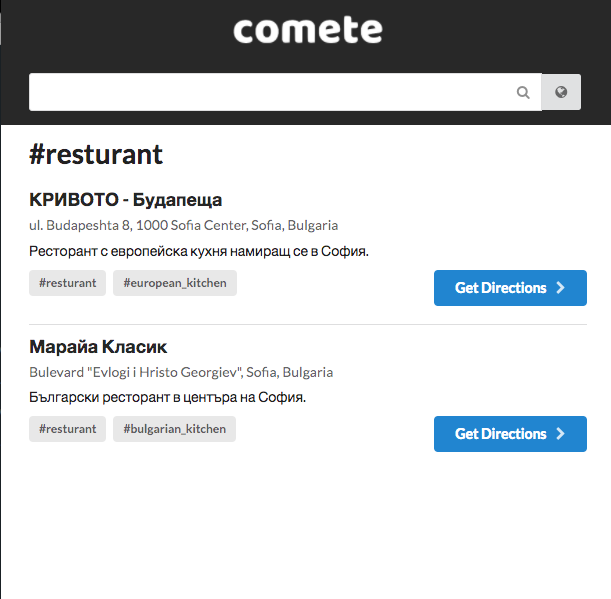 comete
#resturant
КРИВОТО - Будапеща
ul. Budapeshta 8, 1000 Sofia Center, Sofia, Bulgaria
Ресторант с европейска кухня намиращ се в София.
#resturant #european_kitchen Get Directions
Марайа Класик
Bulevard "Evlogi i Hristo Georgiev", Sofia, Bulgaria
Български ресторант в центъра на София.
#resturant #bulgarian_kitchen Get Directions